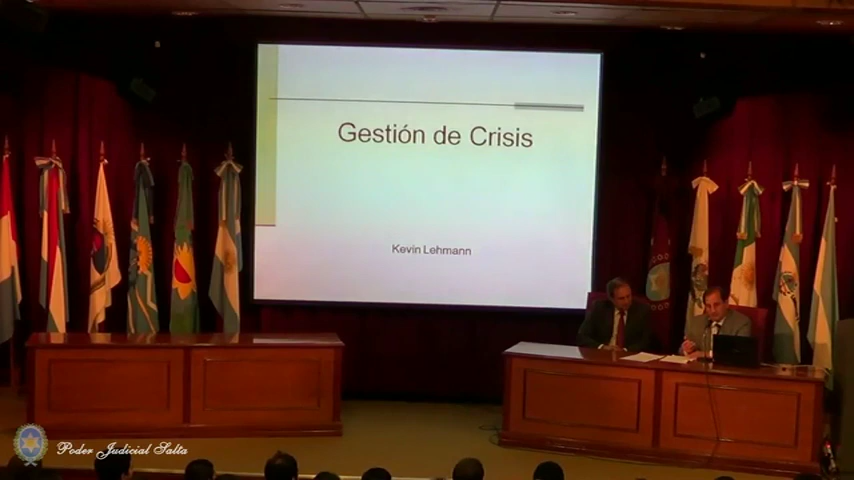 Gestión de Crisis
Kevin Lehmann
Poder Judicial Salta